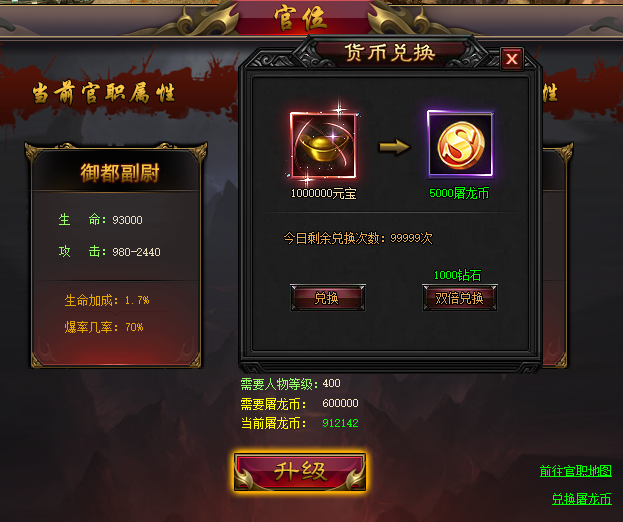 官位
货币兑换
当前官职属性
性
御都副尉
生 命：93000
攻 击：980-2440
生命加成：1.7%
爆率几率：70%
1000000元宝
5000屠龙币
今日剩余兑换次数：99999次
1000钻石
兑换
双倍兑换
需要人物等级：400
需要屠龙币： 600000
当前屠龙币： 912142
升级
前往官职地图
兑换屠龙币